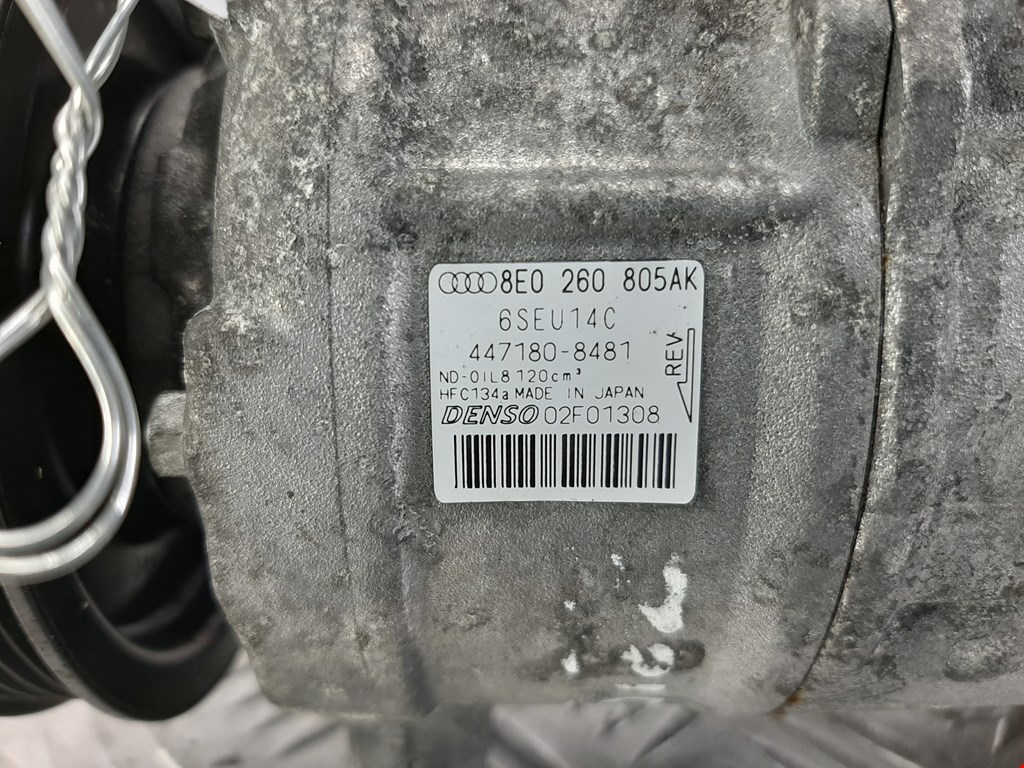 8E0 260 805AK
6SEU14C
447180-8481
REV
ND-OIL8 120cm³
HFC134a MADE IN JAPAN
DENSO 02F01308